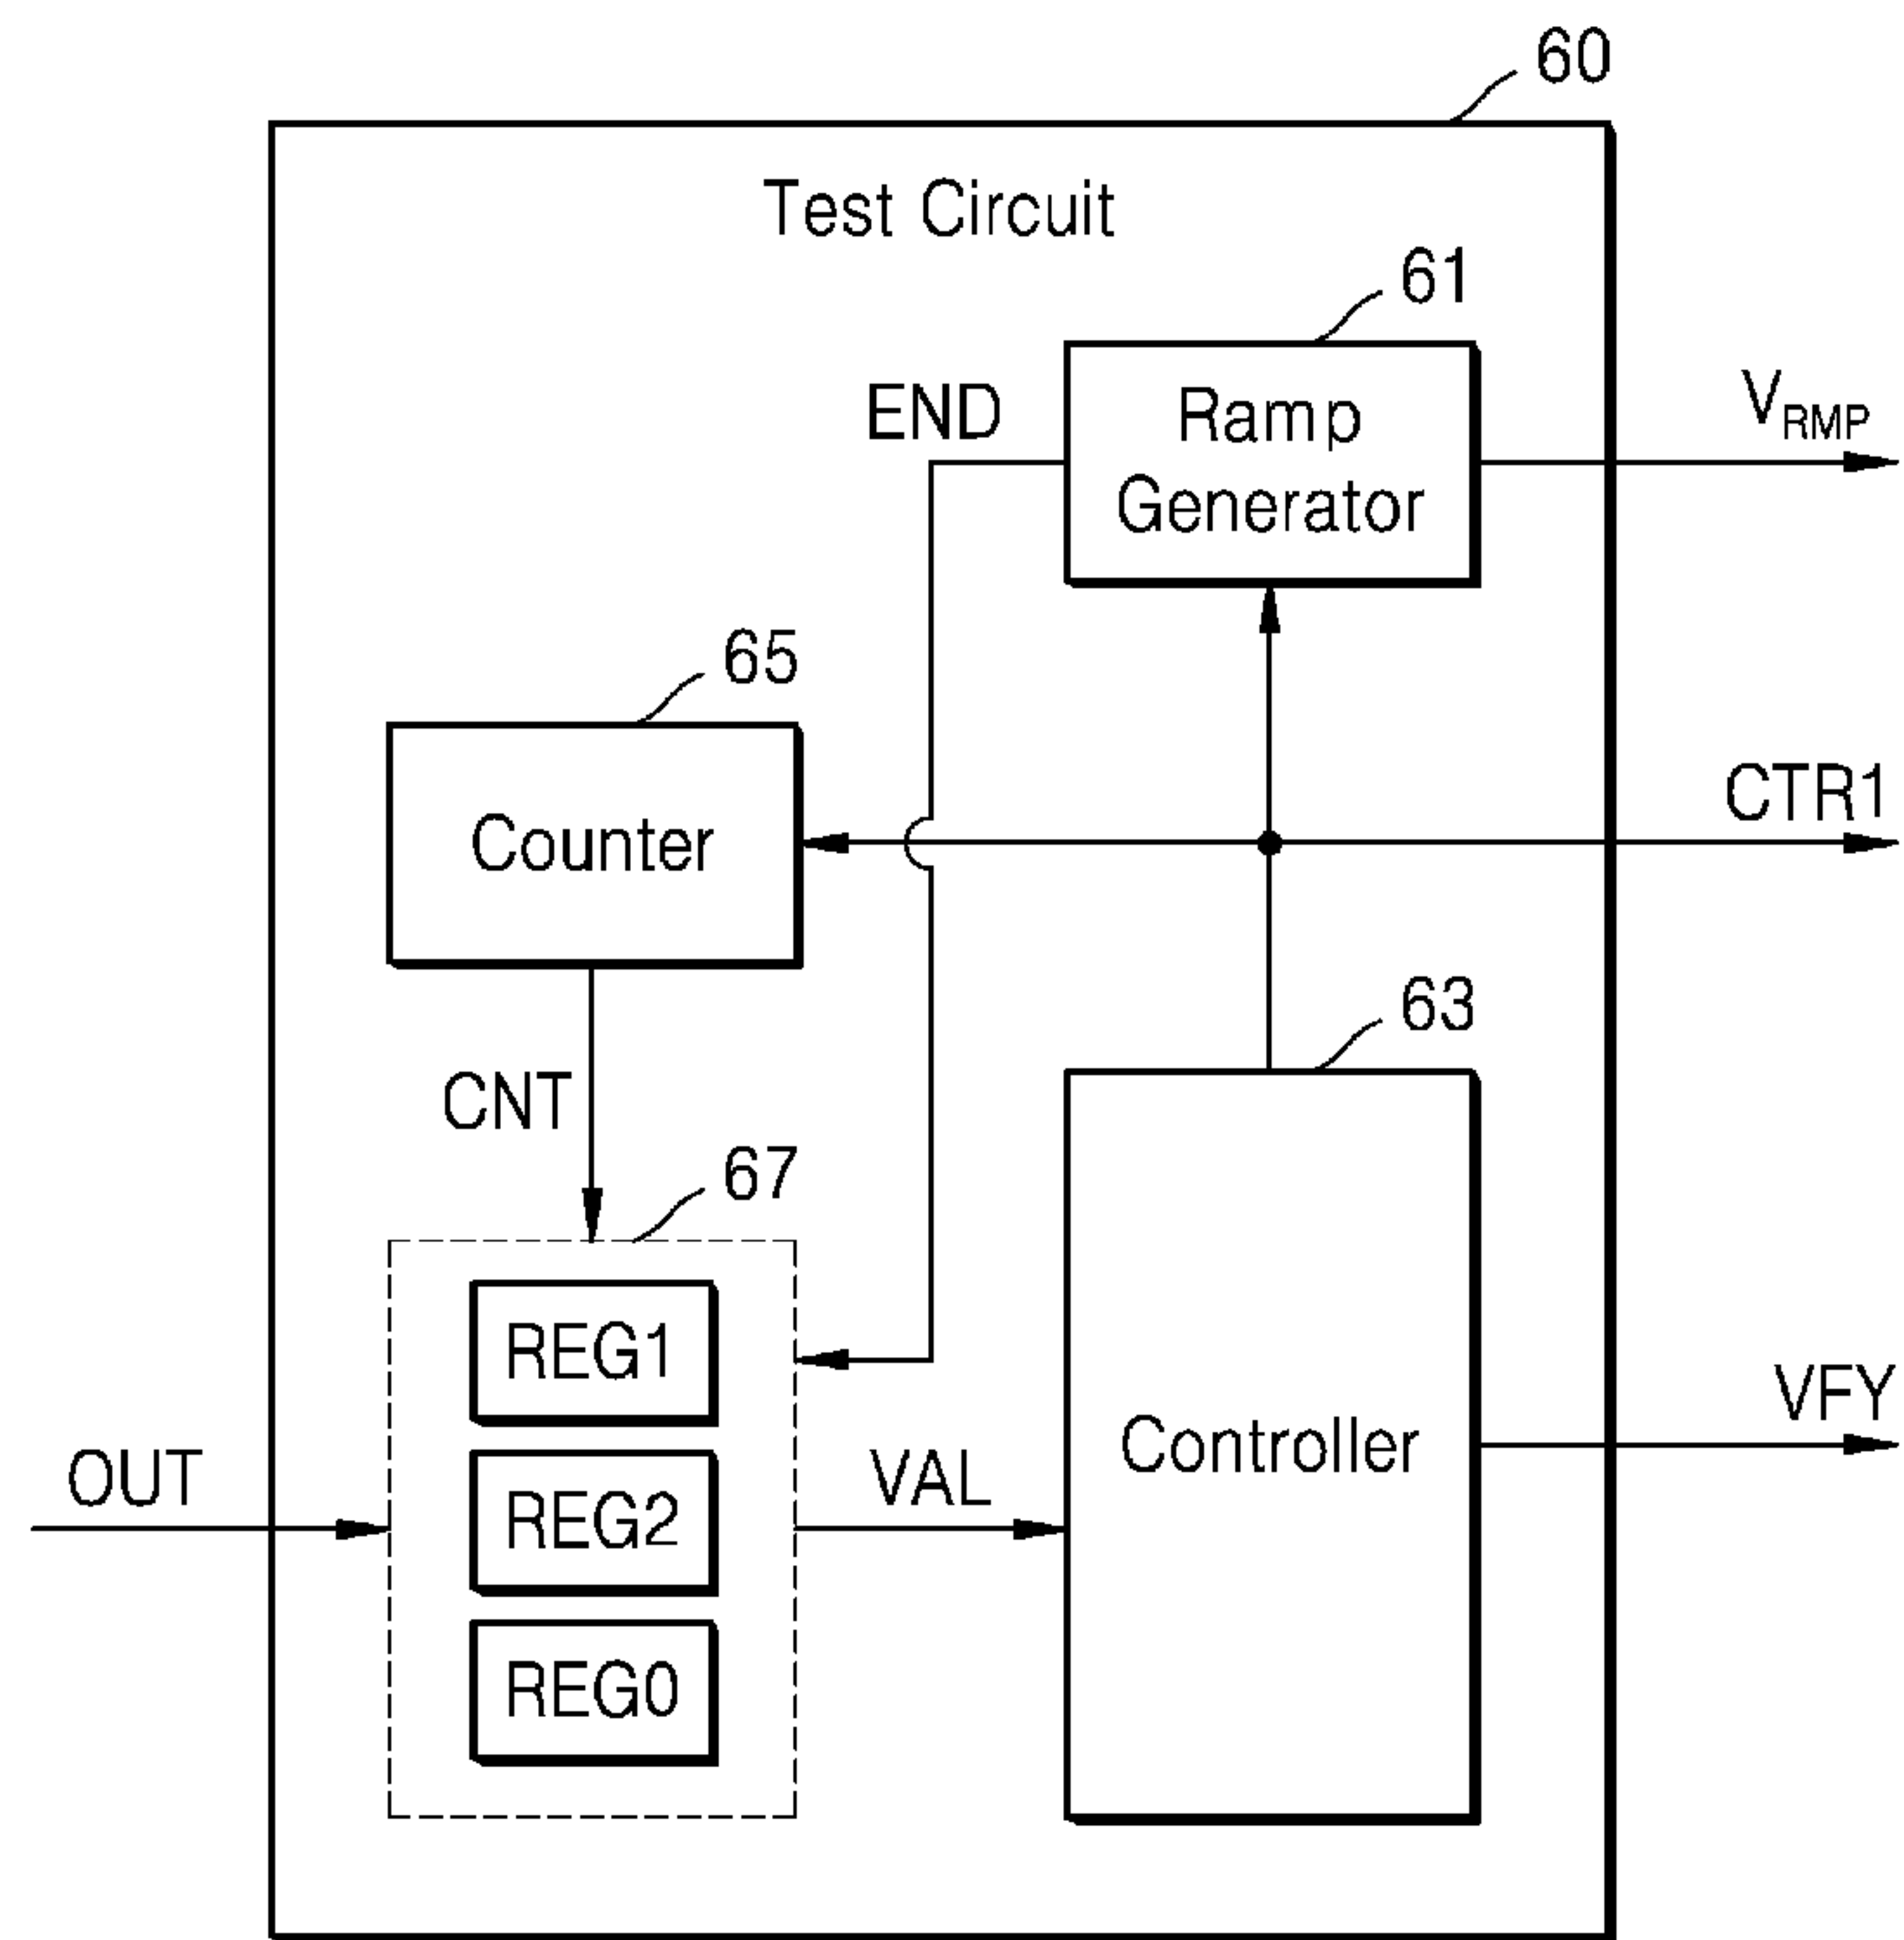 60
Test Circuit
61
END
Ramp
Generator
VRMP
65
Counter
CTR1
63
CNT
67
REG1
Controller
VFY
OUT
REG2
VAL
REG0